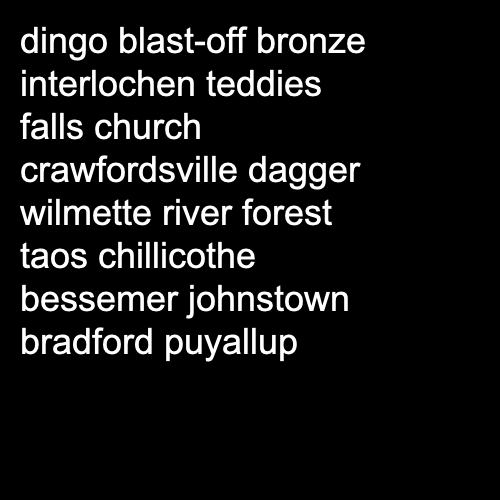 dingo blast-off bronze
interlochen teddies
falls church
crawfordsville dagger
wilmette river forest
taos chillicothe
bessemer johnstown
bradford puyallup